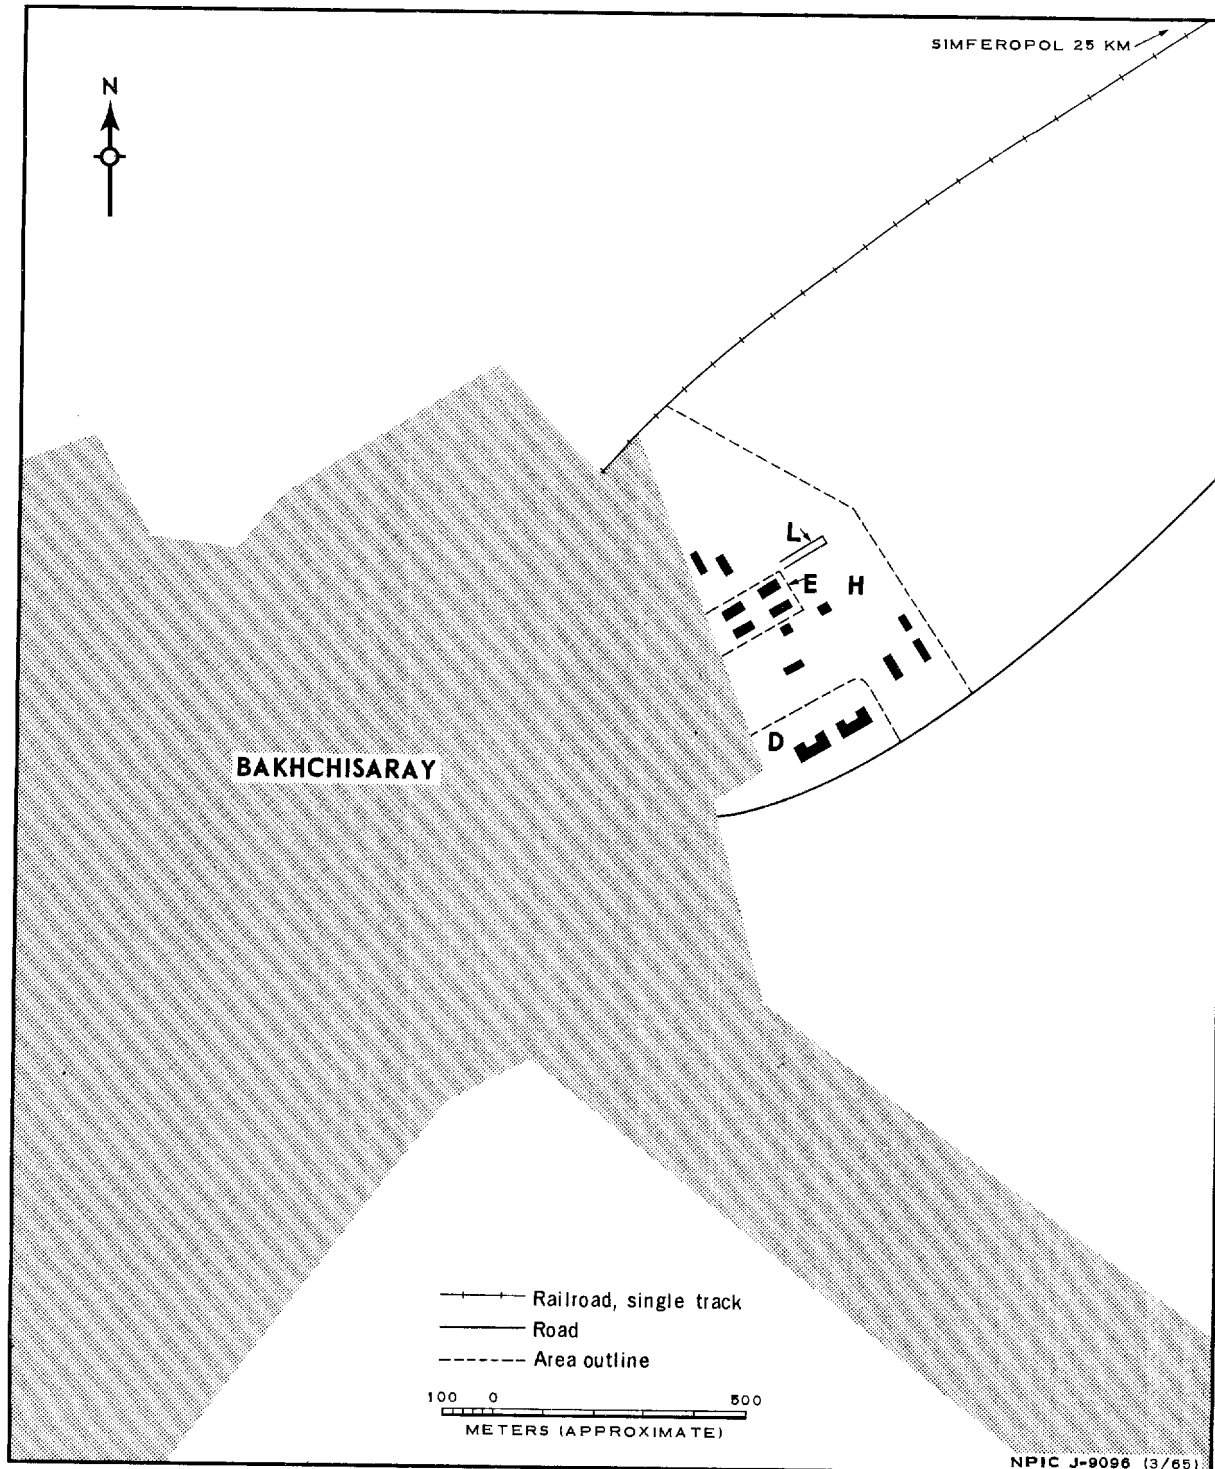 SIMFEROPOL 25 KM
N
L
E
H
D
BAKHCHISARAY
Railroad, single track
Road
Area outline
100 0 500
METERS (APPROXIMATE)
NPIC J-9096 (3/65)